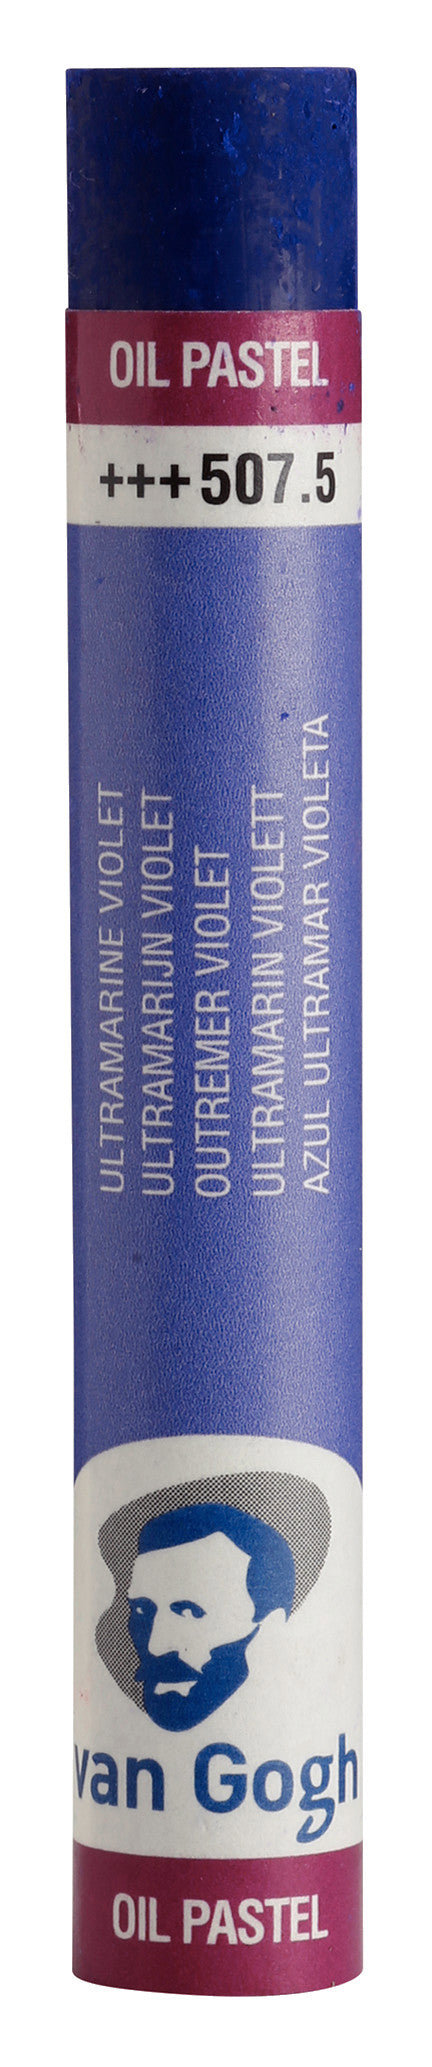 OIL PASTEL
+++507.5
ULTRAMARINE VIOLET
ULTRAMARIJN VIOLET
OUTREMER VIOLET
ULTRAMARIN VIOLETT
AZUL ULTRAMAR VIOLETA
van Gogh
OIL PASTEL